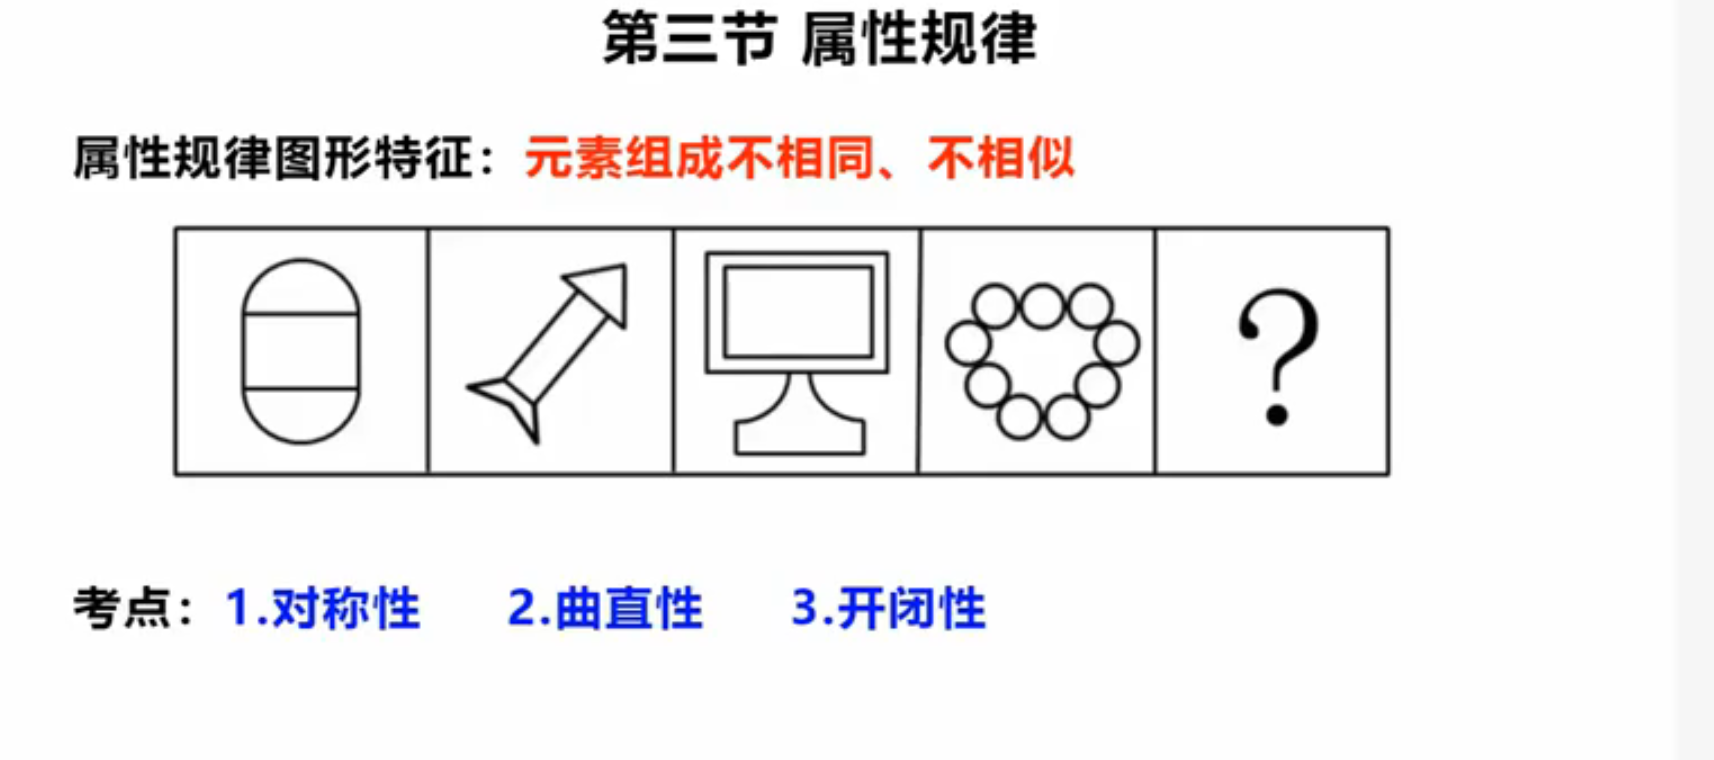 第三节 属性规律
属性规律图形特征：元素组成不相同、不相似
?
考点：1.对称性 2.曲直性 3.开闭性